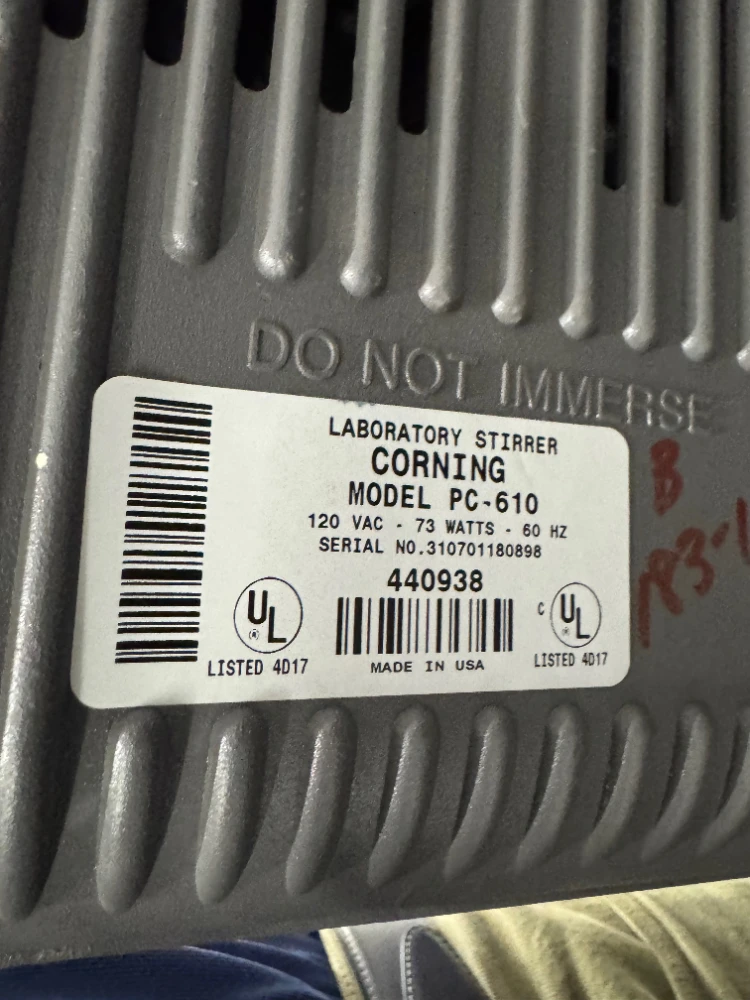 DO NOT IMMERSE
LABORATORY STIRRER
CORNING
MODEL PC-610
120 VAC - 73 WATTS - 60 HZ
SERIAL NO.310701180898
440938
UL
®
LISTED 4D17
MADE IN USA
C UL
®
LISTED 4D17
B